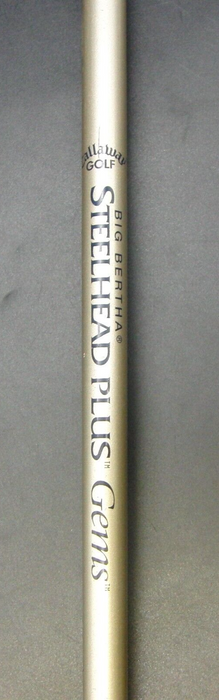 Callaway
GOLF
BIG BERTHA®
STEELHEAD PLUS™ Gems™